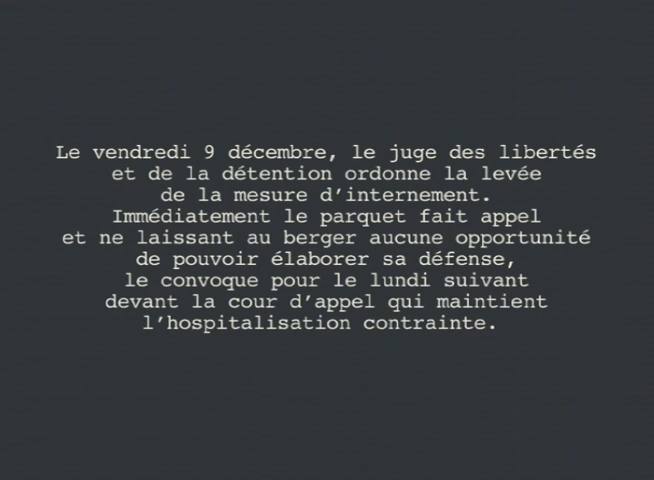 Le vendredi 9 décembre, le juge des libertés
et de la détention ordonne la levée
de la mesure d'internement.
Immédiatement le parquet fait appel
et ne laissant au berger aucune opportunité
de pouvoir élaborer sa défense,
le convoque pour le lundi suivant
devant la cour d'appel qui maintient
l'hospitalisation contrainte.